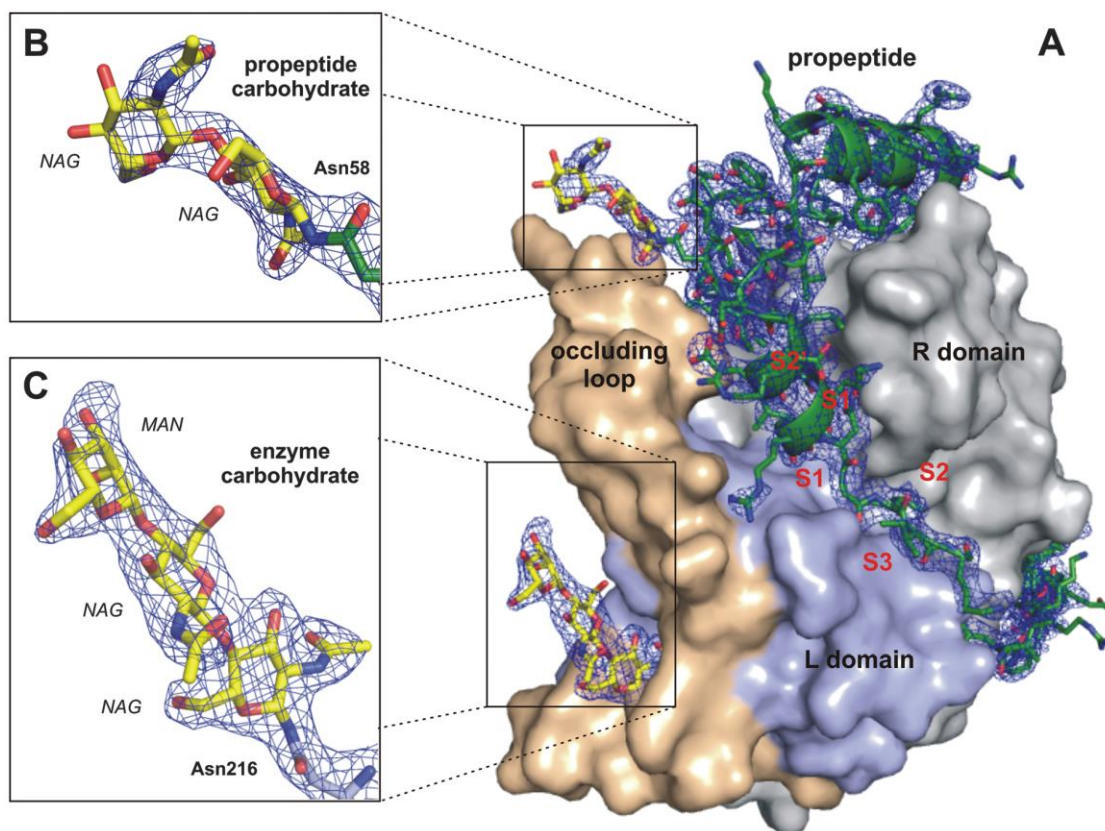 B
propeptide
carbohydrate
NAG
Asn58
NAG
A
propeptide
occluding
loop
R domain
S2'
S1'
S1
S2
S3
L domain
C
MAN
enzyme
carbohydrate
NAG
NAG
Asn216